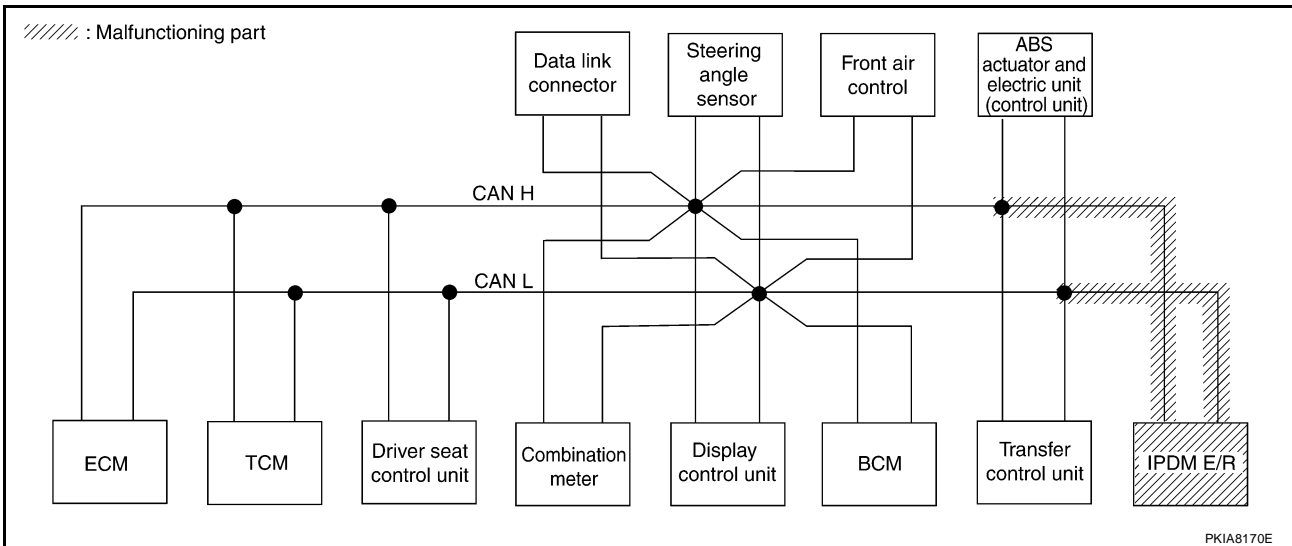 : Malfunctioning part
Data link
connector
Steering
angle
sensor
Front air
control
ABS
actuator and
electric unit
(control unit)
CAN H
CAN L
ECM
TCM
Driver seat
control unit
Combination
meter
Display
control unit
BCM
Transfer
control unit
IPDM E/R
PKIA8170E